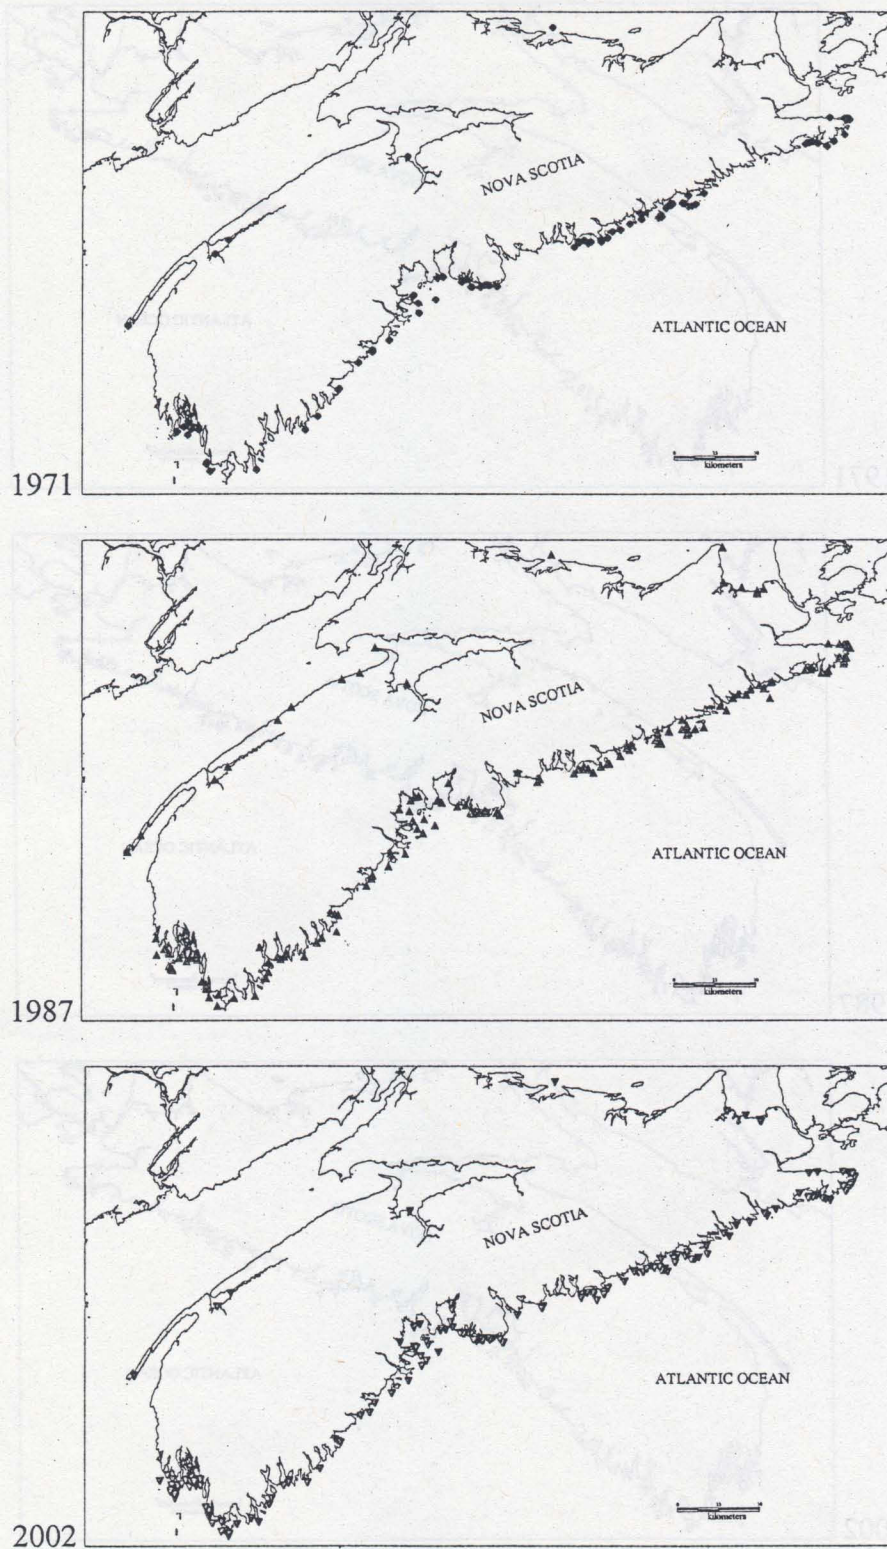 NOVA SCOTIA
ATLANTIC OCEAN
kilometers
1971
NOVA SCOTIA
ATLANTIC OCEAN
kilometers
1987
NOVA SCOTIA
ATLANTIC OCEAN
kilometers
2002